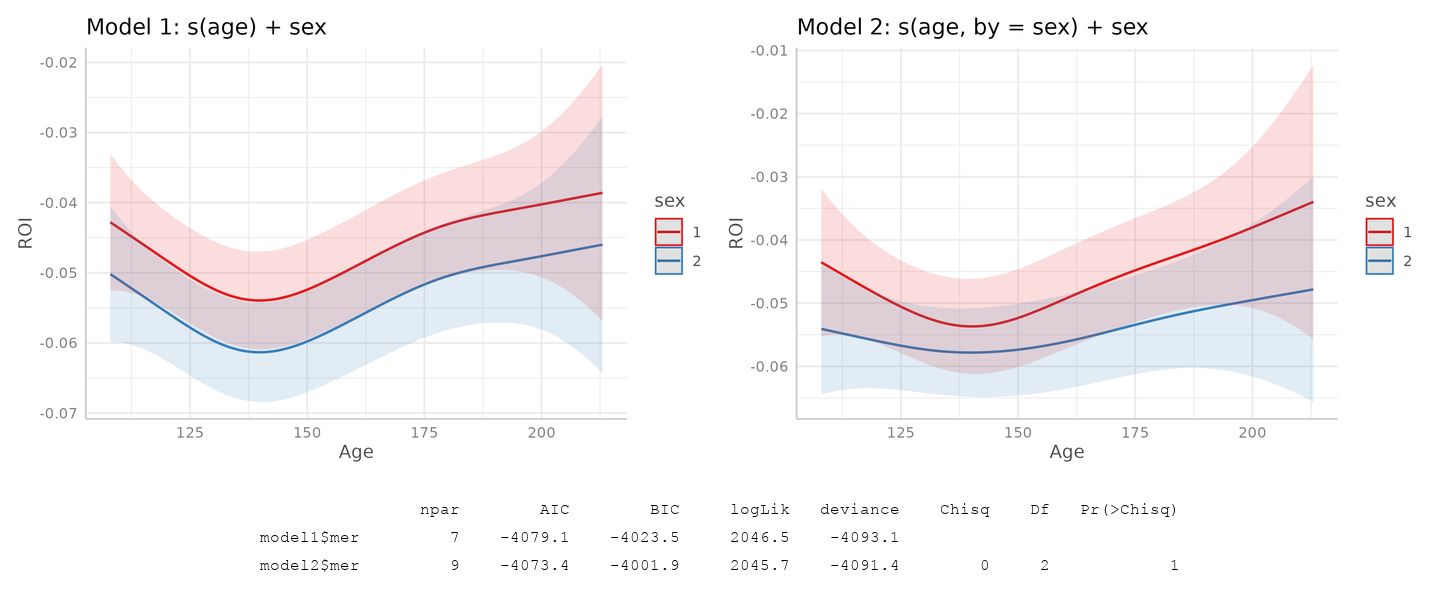 Model 1: s(age) + sex
-0.02
-0.03
-0.04
-0.05
-0.06
-0.07
ROI
125 150 175 200
Age
sex
1
2
Model 2: s(age, by = sex) + sex
-0.01
-0.02
-0.03
-0.04
-0.05
-0.06
ROI
125 150 175 200
Age
sex
1
2
npar AIC BIC logLik deviance Chisq Df Pr(>Chisq)
model1$mer 7 -4079.1 -4023.5 2046.5 -4093.1
model2$mer 9 -4073.4 -4001.9 2045.7 -4091.4 0 2 1